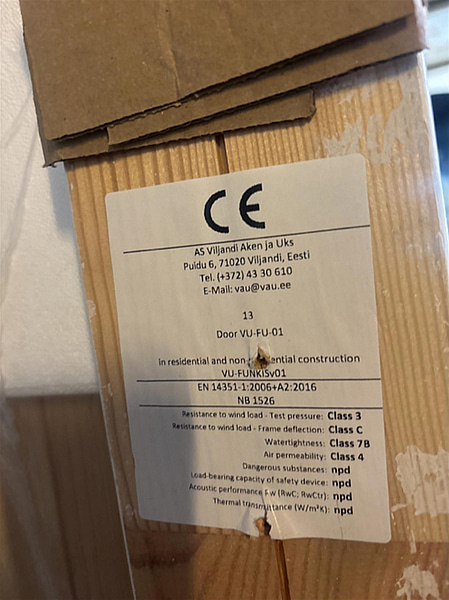 CE
AS Viljandi Aken ja Uks
Puidu 6, 71020 Viljandi, Eesti
Tel. (+372) 43 30 610
E-Mail: vau@vau.ee
13
Door VU-FU-01
in residential and construction
VU-FUNKISv01
EN 14351-1:2006+A2:2016
NB 1526
Resistance to wind load - Test pressure: Class 3
Resistance to wind load - Frame deflection: Class C
Watertightness: Class 7B
Air permeability: Class 4
Dangerous substances: npd
Load-bearing capacity of safety device: npd
Acoustic performance (RwC; RwCtr): npd
Thermal transmittance (W/m²K): npd